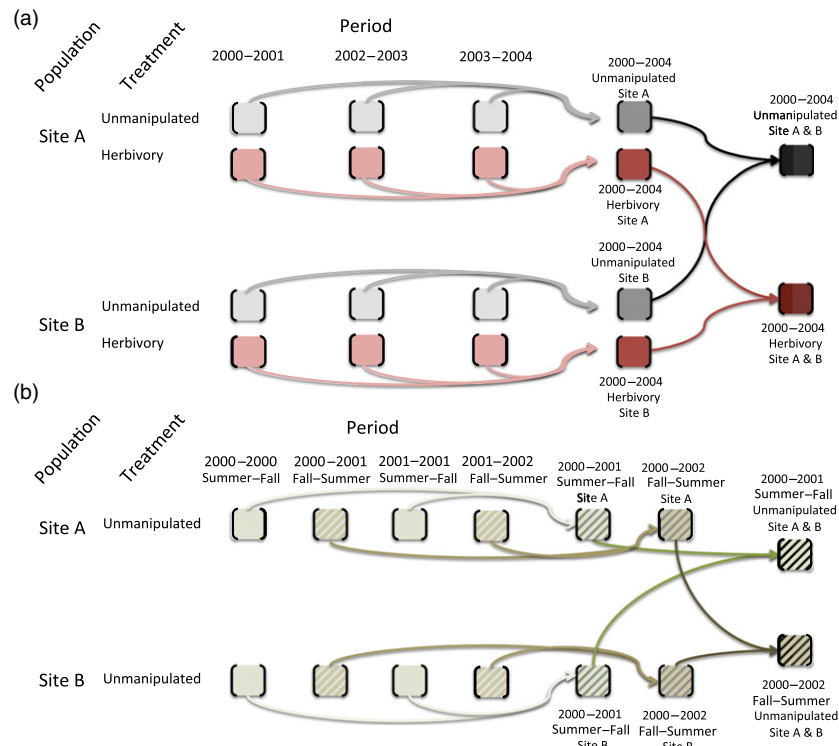 (a)
Period
Population
Treatment
2000−2001
2002−2003
2003−2004
2000−2004
Unmanipulated
Site A
2000−2004
Unmanipulated
Site A & B
Site A
Unmanipulated
Herbivory
2000−2004
Herbivory
Site A
2000−2004
Unmanipulated
Site B
Site B
Unmanipulated
Herbivory
2000−2004
Herbivory
Site A & B
2000−2004
Herbivory
Site B
(b)
Period
Population
Treatment
2000−2000
Summer−Fall
2000−2001
Fall−Summer
2001−2001
Summer−Fall
2001−2002
Fall−Summer
2000−2001
Summer−Fall
Site A
2000−2002
Fall−Summer
Site A
2000−2001
Summer−Fall
Unmanipulated
Site A & B
Site A
Unmanipulated
Site B
Unmanipulated
2000−2001
Summer−Fall
Site B
2000−2002
Fall−Summer
Site B
2000−2002
Fall−Summer
Unmanipulated
Site A & B